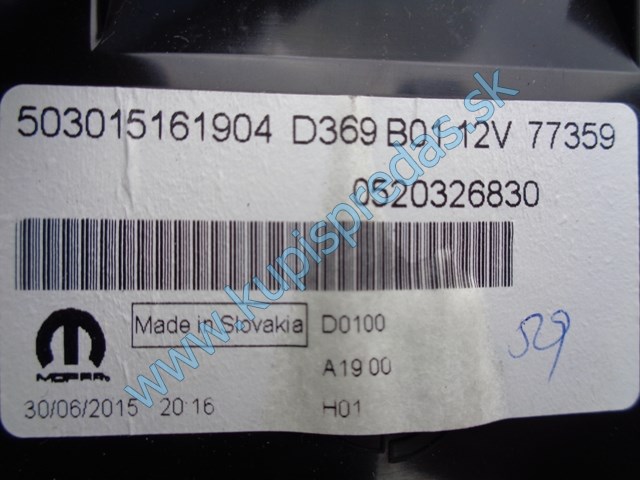 503015161904 D369 B01 12V 77359
0520326830
Made in Slovakia D0100
MOPAR
A19 00
30/06/2015 20:16 H01
529
www.kupispredas.sk